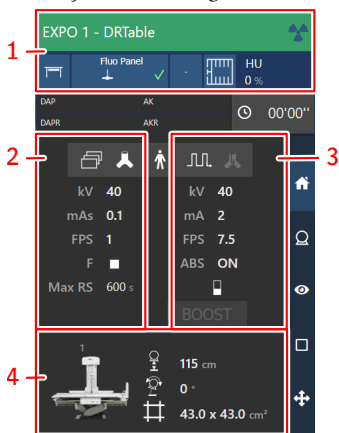 EXPO 1 - DRTable
1
Fluo Panel
-
HU
0 %
DAP AK
DAPR AKR
00'00''
2
3
kV 40
mAs 0.1
FPS 1
F
Max RS 600 s
kV 40
mA 2
FPS 7.5
ABS ON
BOOST
4
1
115 cm
0 °
43.0 x 43.0 cm²